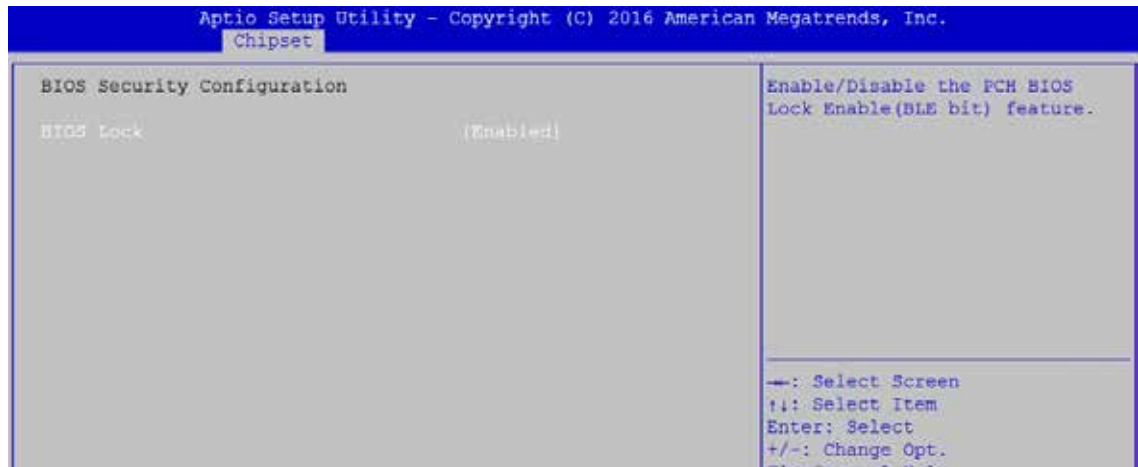 Aptio Setup Utility - Copyright (C) 2016 American Megatrends, Inc.
Chipset
BIOS Security Configuration
BIOS Lock [Enabled]
Enable/Disable the PCH BIOS
Lock Enable(BLE bit) feature.
→←: Select Screen
↑↓: Select Item
Enter: Select
+/-: Change Opt.